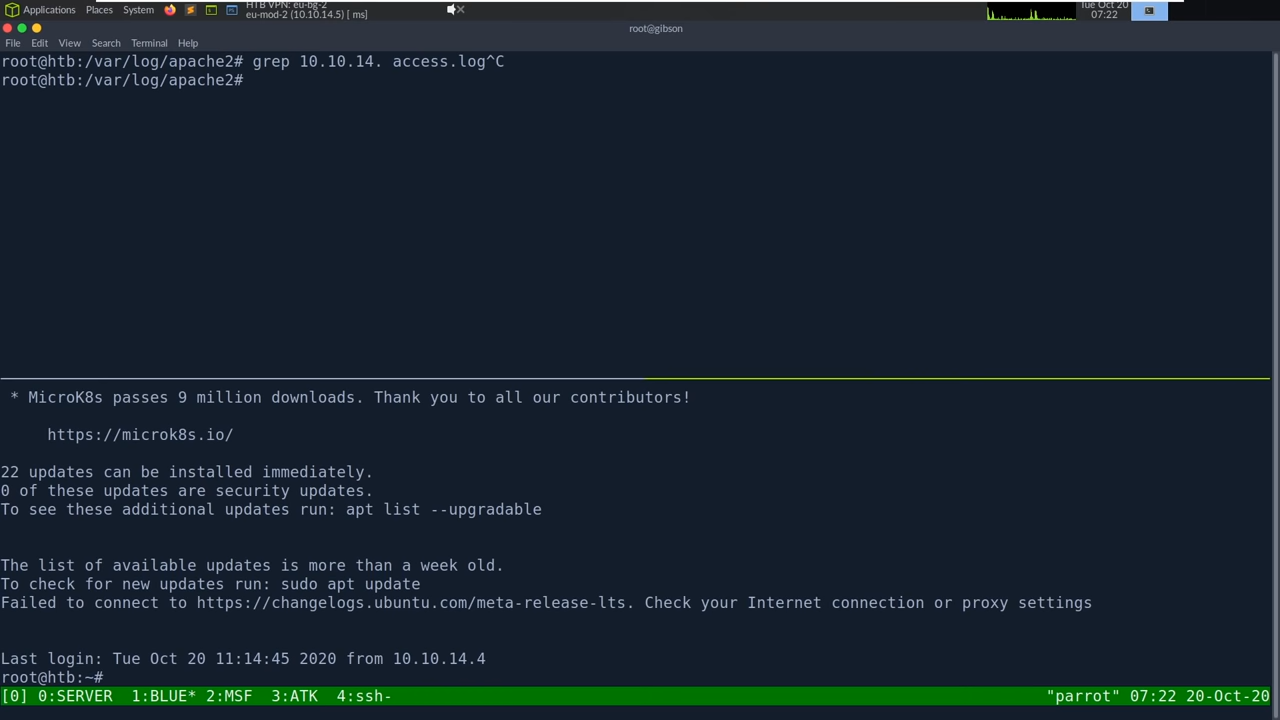 Applications Places System HTB VPN: eu-bg-2 Tue Oct 20
eu-mod-2 (10.10.14.5) [ ms] 07:22
root@gibson
File Edit View Search Terminal Help
root@htb:/var/log/apache2# grep 10.10.14. access.log^C
root@htb:/var/log/apache2#
* MicroK8s passes 9 million downloads. Thank you to all our contributors!
https://microk8s.io/
22 updates can be installed immediately.
0 of these updates are security updates.
To see these additional updates run: apt list --upgradable
The list of available updates is more than a week old.
To check for new updates run: sudo apt update
Failed to connect to https://changelogs.ubuntu.com/meta-release-lts. Check your Internet connection or proxy settings
Last login: Tue Oct 20 11:14:45 2020 from 10.10.14.4
root@htb:~#
[0] 0:SERVER 1:BLUE* 2:MSF 3:ATK 4:ssh- "parrot" 07:22 20-Oct-20